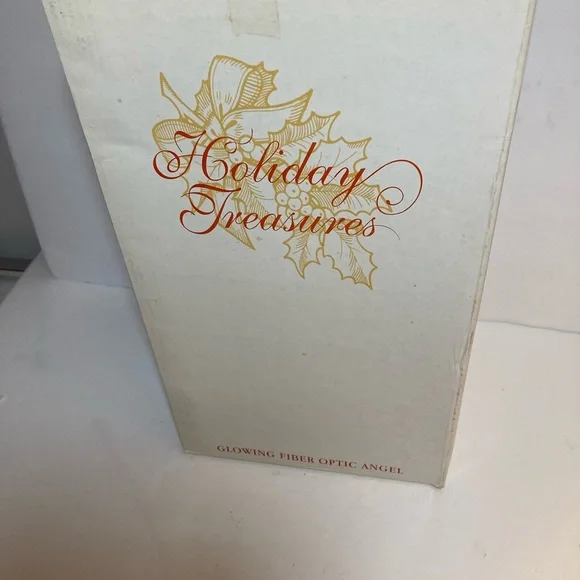 Holiday
Treasures
GLOWING FIBER OPTIC ANGEL